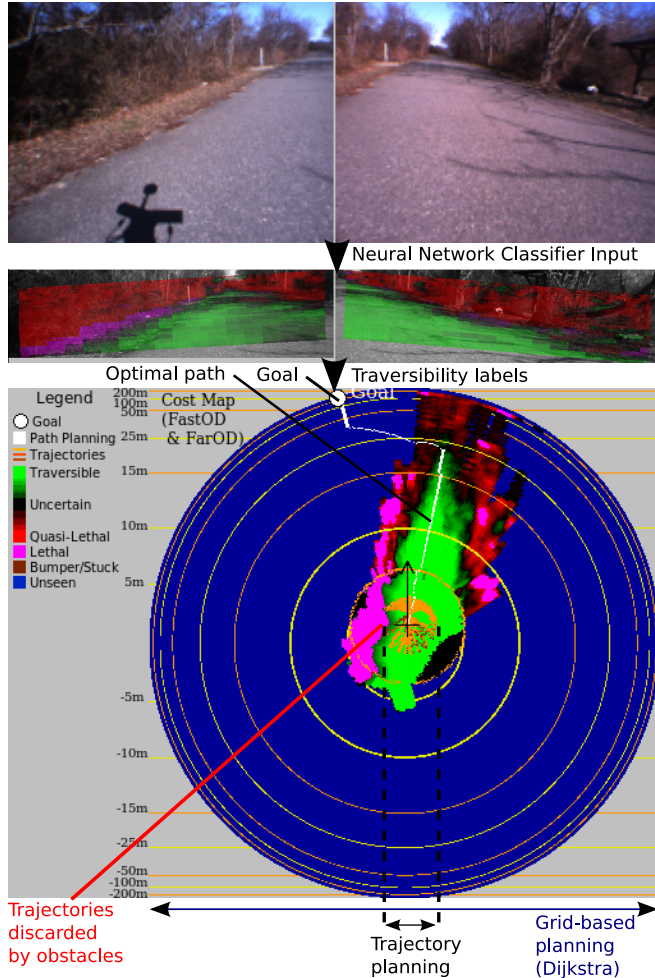 Neural Network Classifier Input
Optimal path
Goal
Traversibility labels
Legend
Goal
Path Planning
Trajectories
Traversible
Uncertain
Quasi-Lethal
Lethal
Bumper/Stuck
Unseen
Cost Map
(FastOD
& FarOD)
Goal
200m
100m
50m
25m
15m
10m
5m
-5m
-10m
-15m
-25m
-50m
-100m
-200m
Trajectories
discarded
by obstacles
Trajectory
planning
Grid-based
planning
(Dijkstra)